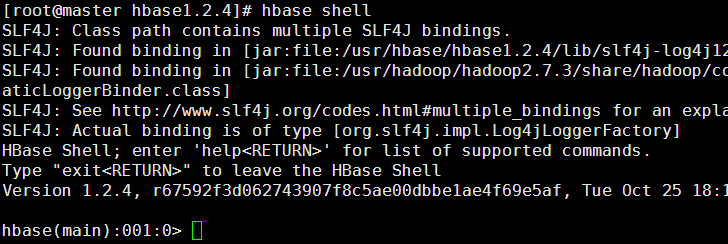 [root@master hbase1.2.4]# hbase shell
SLF4J: Class path contains multiple SLF4J bindings.
SLF4J: Found binding in [jar:file:/usr/hbase/hbase1.2.4/lib/slf4j-log4j12
SLF4J: Found binding in [jar:file:/usr/hadoop/hadoop2.7.3/share/hadoop/co
aticLoggerBinder.class]
SLF4J: See http://www.slf4j.org/codes.html#multiple_bindings for an expla
SLF4J: Actual binding is of type [org.slf4j.impl.Log4jLoggerFactory]
HBase Shell; enter 'help<RETURN>' for list of supported commands.
Type "exit<RETURN>" to leave the HBase Shell
Version 1.2.4, r67592f3d062743907f8c5ae00dbbe1ae4f69e5af, Tue Oct 25 18:1
hbase(main):001:0>